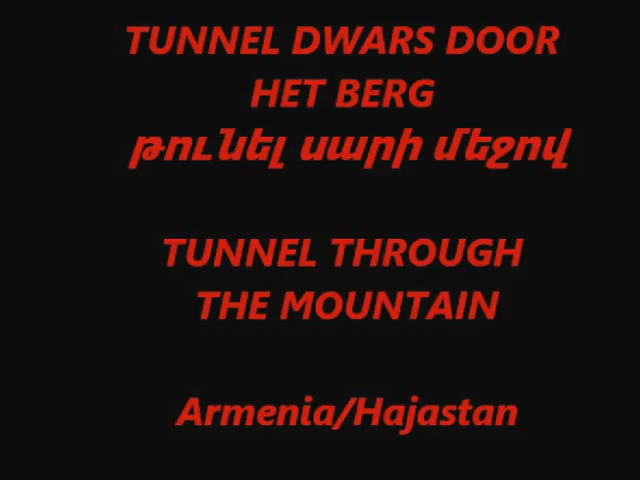 TUNNEL DWARS DOOR
HET BERG
թունել սարի մեջով
TUNNEL THROUGH
THE MOUNTAIN
Armenia/Hajastan